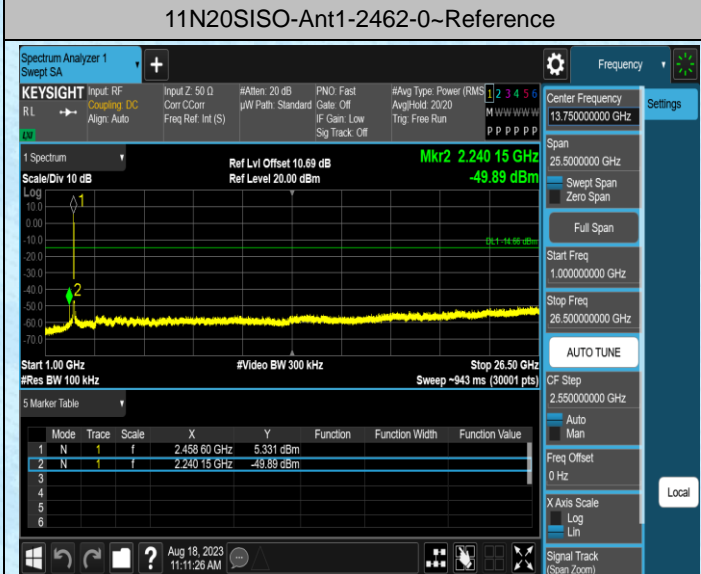 11N20SISO-Ant1-2462-0~Reference
Spectrum Analyzer 1
Swept SA
Frequency
KEYSIGHT Input: RF Input Z: 50 Ω #Atten: 20 dB PNO: Fast #Avg Type: Power (RMS 1 2 3 4 5 6
RL Coupling: DC Corr CCorr µW Path: Standard Gate: Off Avg|Hold: 20/20 M W W W W W
Align: Auto Freq Ref: Int (S) IF Gain: Low Trig: Free Run
Sig Track: Off P P P P P P
1 Spectrum
Ref Lvl Offset 10.69 dB Mkr2 2.240 15 GHz
Scale/Div 10 dB Ref Level 20.00 dBm -49.89 dBm
Log
10.0
0.00
-10.0
-20.0
-30.0
-40.0
-50.0
-60.0
-70.0
1
2
DL1 -14.66 dBm
Start 1.00 GHz #Video BW 300 kHz Stop 26.50 GHz
#Res BW 100 kHz Sweep ~943 ms (30001 pts)
5 Marker Table
Mode Trace Scale X Y Function Function Width Function Value
1 N 1 f 2.458 60 GHz 5.331 dBm
2 N 1 f 2.240 15 GHz -49.89 dBm
3
4
5
6
Aug 18, 2023
11:11:26 AM
Center Frequency
13.750000000 GHz
Settings
Span
25.5000000 GHz
Swept Span
Zero Span
Full Span
Start Freq
1.000000000 GHz
Stop Freq
26.500000000 GHz
AUTO TUNE
CF Step
2.550000000 GHz
Auto
Man
Freq Offset
0 Hz
X Axis Scale
Log
Lin
Local
Signal Track
(Span Zoom)